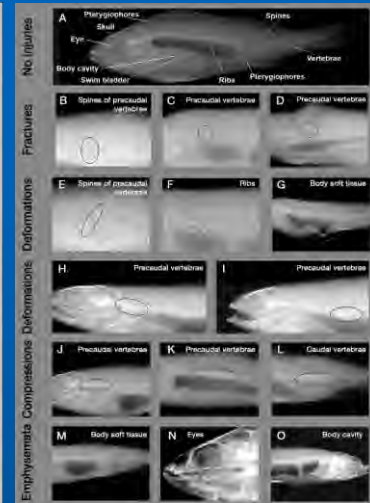 No injuries
A
Pterygiophores
Skull
Eye
Body cavity
Swim bladder
Spines
Vertebrae
Ribs
Pterygiophores
Fractures
B
Spines of precaudal
vertebrae
C
Precaudal vertebrae
D
Precaudal vertebrae
Deformations
E
Spines of precaudal
vertebrae
F
Ribs
G
Body soft tissue
Deformations
H
Precaudal vertebrae
I
Precaudal vertebrae
Compressions
J
Precaudal vertebrae
K
Precaudal vertebrae
L
Caudal vertebrae
Emphysemata
M
Body soft tissue
N
Eyes
O
Body cavity